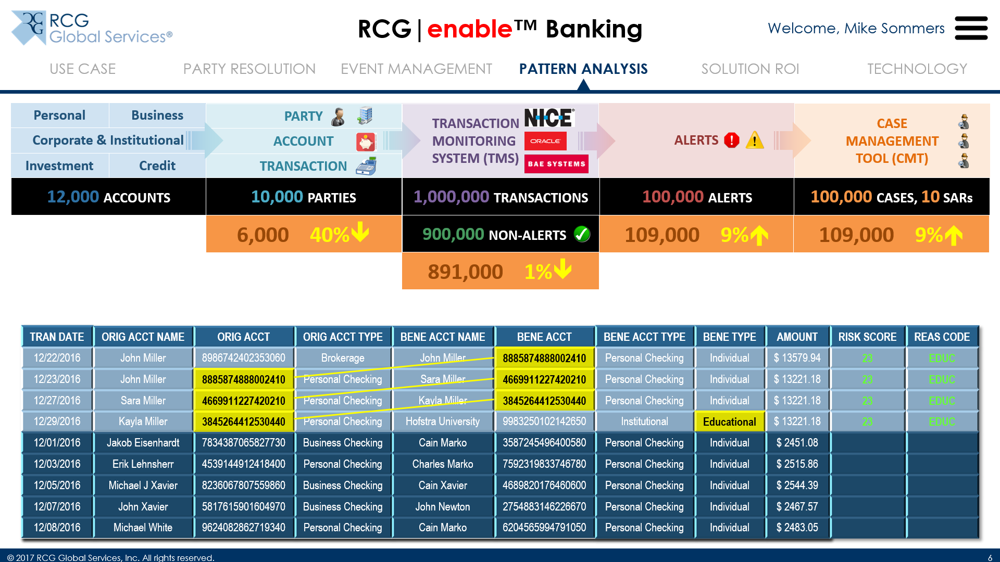 RCG
Global Services®
RCG|enable™ Banking
Welcome, Mike Sommers
USE CASE
PARTY RESOLUTION
EVENT MANAGEMENT
PATTERN ANALYSIS
SOLUTION ROI
TECHNOLOGY
Personal
Business
Corporate & Institutional
Investment
Credit
PARTY
ACCOUNT
TRANSACTION
TRANSACTION
MONITORING
SYSTEM (TMS)
NICE®
ORACLE
BAE SYSTEMS
ALERTS
CASE
MANAGEMENT
TOOL (CMT)
12,000 ACCOUNTS
10,000 PARTIES
1,000,000 TRANSACTIONS
100,000 ALERTS
100,000 CASES, 10 SARs
6,000 40%
900,000 NON-ALERTS
109,000 9%
109,000 9%
891,000 1%
TRAN DATE ORIG ACCT NAME ORIG ACCT ORIG ACCT TYPE BENE ACCT NAME BENE ACCT BENE ACCT TYPE BENE TYPE AMOUNT RISK SCORE REAS CODE
12/22/2016 John Miller 8986742402353060 Brokerage John Miller 8885874888002410 Personal Checking Individual $ 13579.94 23 EDUC
12/23/2016 John Miller 8885874888002410 Personal Checking Sara Miller 4669911227420210 Personal Checking Individual $ 13221.18 23 EDUC
12/27/2016 Sara Miller 4669911227420210 Personal Checking Kayla Miller 3845264412530440 Personal Checking Individual $ 13221.18 23 EDUC
12/29/2016 Kayla Miller 3845264412530440 Personal Checking Hofstra University 9983250102142650 Institutional Educational $ 13221.18 23 EDUC
12/01/2016 Jakob Eisenhardt 7834387065827730 Business Checking Cain Marko 3587245496400580 Personal Checking Individual $ 2451.08
12/03/2016 Erik Lehnsherr 4539144912418400 Personal Checking Charles Marko 7592319833746780 Personal Checking Individual $ 2515.86
12/05/2016 Michael J Xavier 8236067807559860 Business Checking Cain Xavier 4689820176460600 Personal Checking Individual $ 2544.39
12/07/2016 John Xavier 5817615901604970 Business Checking John Newton 2754883146226670 Personal Checking Individual $ 2467.57
12/08/2016 Michael White 9624082862719340 Personal Checking Cain Marko 6204565994791050 Personal Checking Individual $ 2483.05
© 2017 RCG Global Services, Inc. All rights reserved.
6